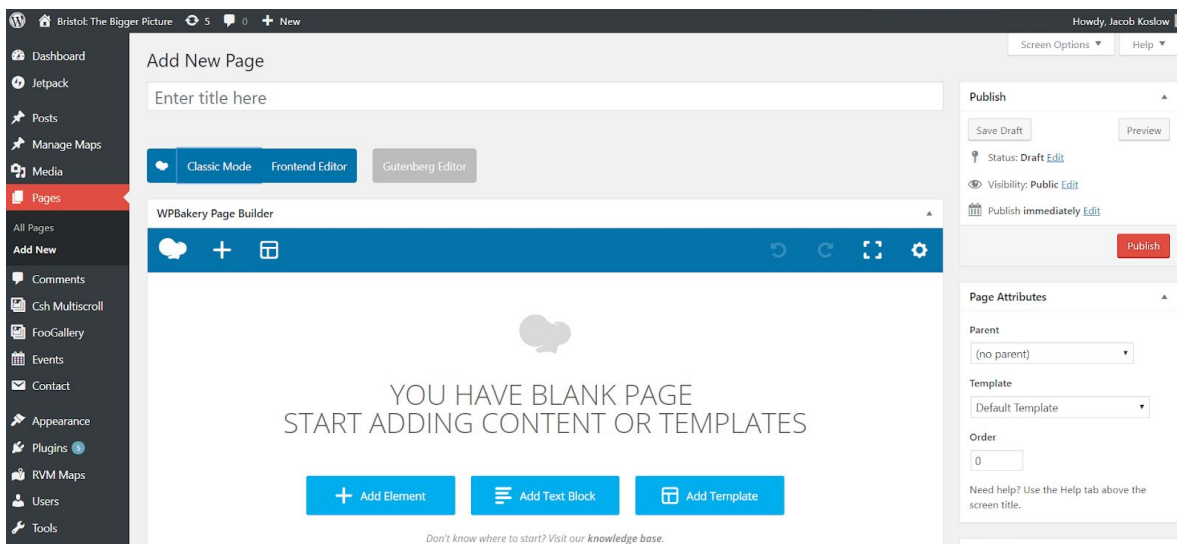 Bristol: The Bigger Picture 5 0 + New
Howdy, Jacob Koslow
Dashboard
Jetpack
Posts
Manage Maps
Media
Pages
All Pages
Add New
Comments
Csh Multiscroll
FooGallery
Events
Contact
Appearance
Plugins 5
RVM Maps
Users
Tools
Screen Options ▼
Help ▼
Add New Page
Enter title here
Classic Mode
Frontend Editor
Gutenberg Editor
WPBakery Page Builder
YOU HAVE BLANK PAGE
START ADDING CONTENT OR TEMPLATES
Add Element
Add Text Block
Add Template
Don't know where to start? Visit our knowledge base.
Publish
Save Draft
Preview
Status: Draft Edit
Visibility: Public Edit
Publish immediately Edit
Publish
Page Attributes
Parent
(no parent)
Template
Default Template
Order
0
Need help? Use the Help tab above the
screen title.